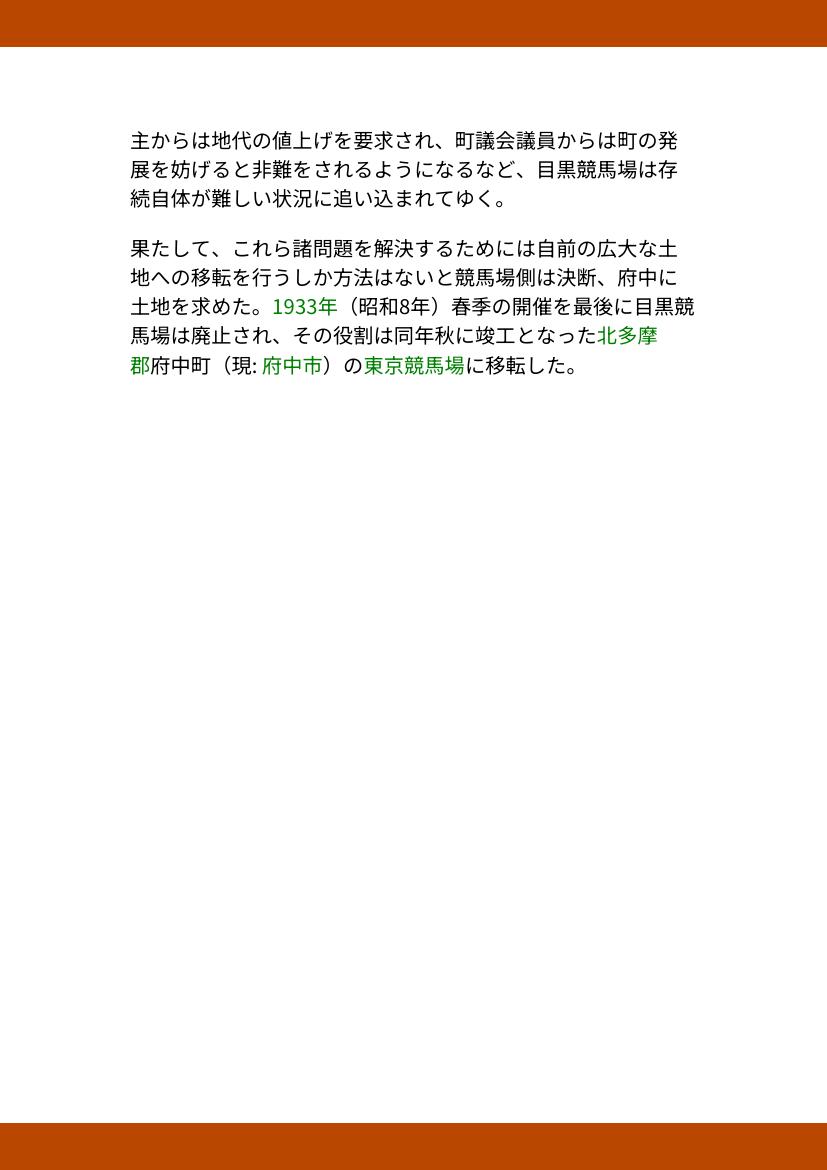 主からは地代の値上げを要求され、町議会議員からは町の発
展を妨げると非難をされるようになるなど、目黒競馬場は存
続自体が難しい状況に追い込まれてゆく。
果たして、これら諸問題を解決するためには自前の広大な土
地への移転を行うしか方法はないと競馬場側は決断、府中に
土地を求めた。1933年（昭和8年）春季の開催を最後に目黒競
馬場は廃止され、その役割は同年秋に竣工となった北多摩
郡府中町（現: 府中市）の東京競馬場に移転した。